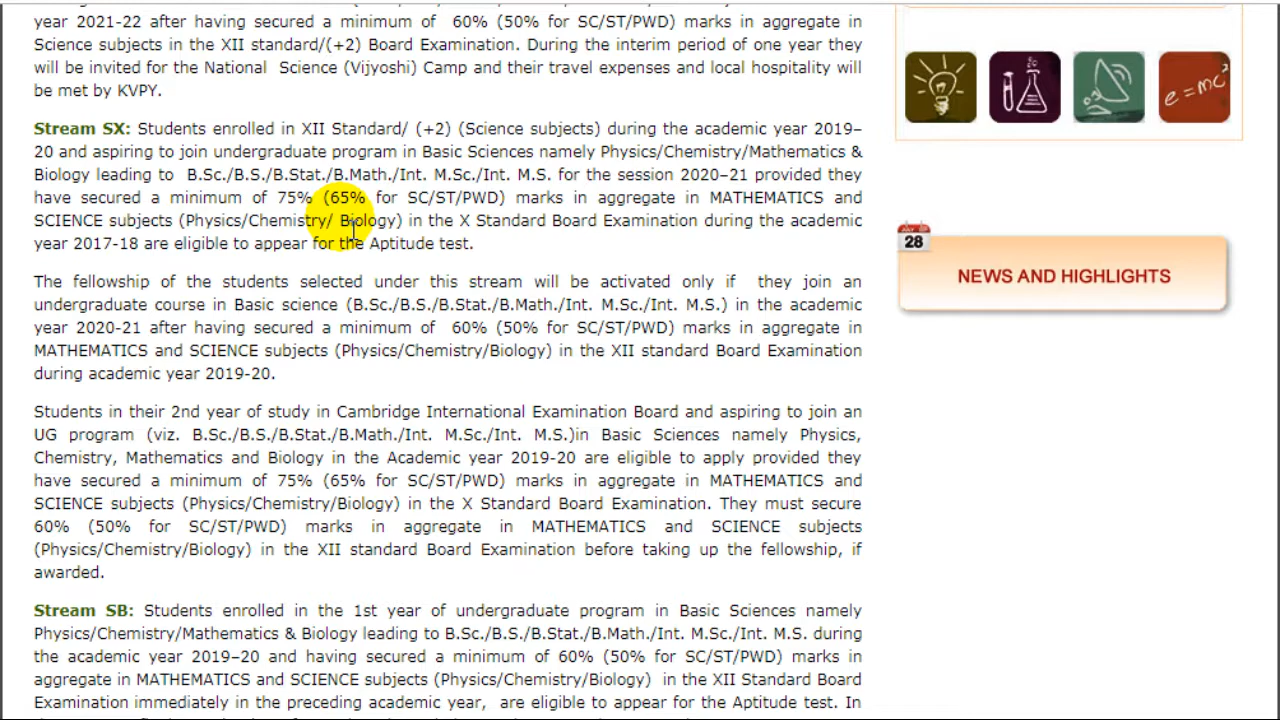 year 2021-22 after having secured a minimum of 60% (50% for SC/ST/PWD) marks in aggregate in
Science subjects in the XII standard/(+2) Board Examination. During the interim period of one year they
will be invited for the National Science (Vijyoshi) Camp and their travel expenses and local hospitality will
be met by KVPY.
Stream SX: Students enrolled in XII Standard/ (+2) (Science subjects) during the academic year 2019–
20 and aspiring to join undergraduate program in Basic Sciences namely Physics/Chemistry/Mathematics &
Biology leading to B.Sc./B.S./B.Stat./B.Math./Int. M.Sc./Int. M.S. for the session 2020–21 provided they
have secured a minimum of 75% (65% for SC/ST/PWD) marks in aggregate in MATHEMATICS and
SCIENCE subjects (Physics/Chemistry/ Biology) in the X Standard Board Examination during the academic
year 2017-18 are eligible to appear for the Aptitude test.
The fellowship of the students selected under this stream will be activated only if they join an
undergraduate course in Basic science (B.Sc./B.S./B.Stat./B.Math./Int. M.Sc./Int. M.S.) in the academic
year 2020-21 after having secured a minimum of 60% (50% for SC/ST/PWD) marks in aggregate in
MATHEMATICS and SCIENCE subjects (Physics/Chemistry/Biology) in the XII standard Board Examination
during academic year 2019-20.
Students in their 2nd year of study in Cambridge International Examination Board and aspiring to join an
UG program (viz. B.Sc./B.S./B.Stat./B.Math./Int. M.Sc./Int. M.S.)in Basic Sciences namely Physics,
Chemistry, Mathematics and Biology in the Academic year 2019-20 are eligible to apply provided they
have secured a minimum of 75% (65% for SC/ST/PWD) marks in aggregate in MATHEMATICS and
SCIENCE subjects (Physics/Chemistry/Biology) in the X Standard Board Examination. They must secure
60% (50% for SC/ST/PWD) marks in aggregate in MATHEMATICS and SCIENCE subjects
(Physics/Chemistry/Biology) in the XII standard Board Examination before taking up the fellowship, if
awarded.
Stream SB: Students enrolled in the 1st year of undergraduate program in Basic Sciences namely
Physics/Chemistry/Mathematics & Biology leading to B.Sc./B.S./B.Stat./B.Math./Int. M.Sc./Int. M.S. during
the academic year 2019–20 and having secured a minimum of 60% (50% for SC/ST/PWD) marks in
aggregate in MATHEMATICS and SCIENCE subjects (Physics/Chemistry/Biology) in the XII Standard Board
Examination immediately in the preceding academic year, are eligible to appear for the Aptitude test. In
e=mc²
28
NEWS AND HIGHLIGHTS